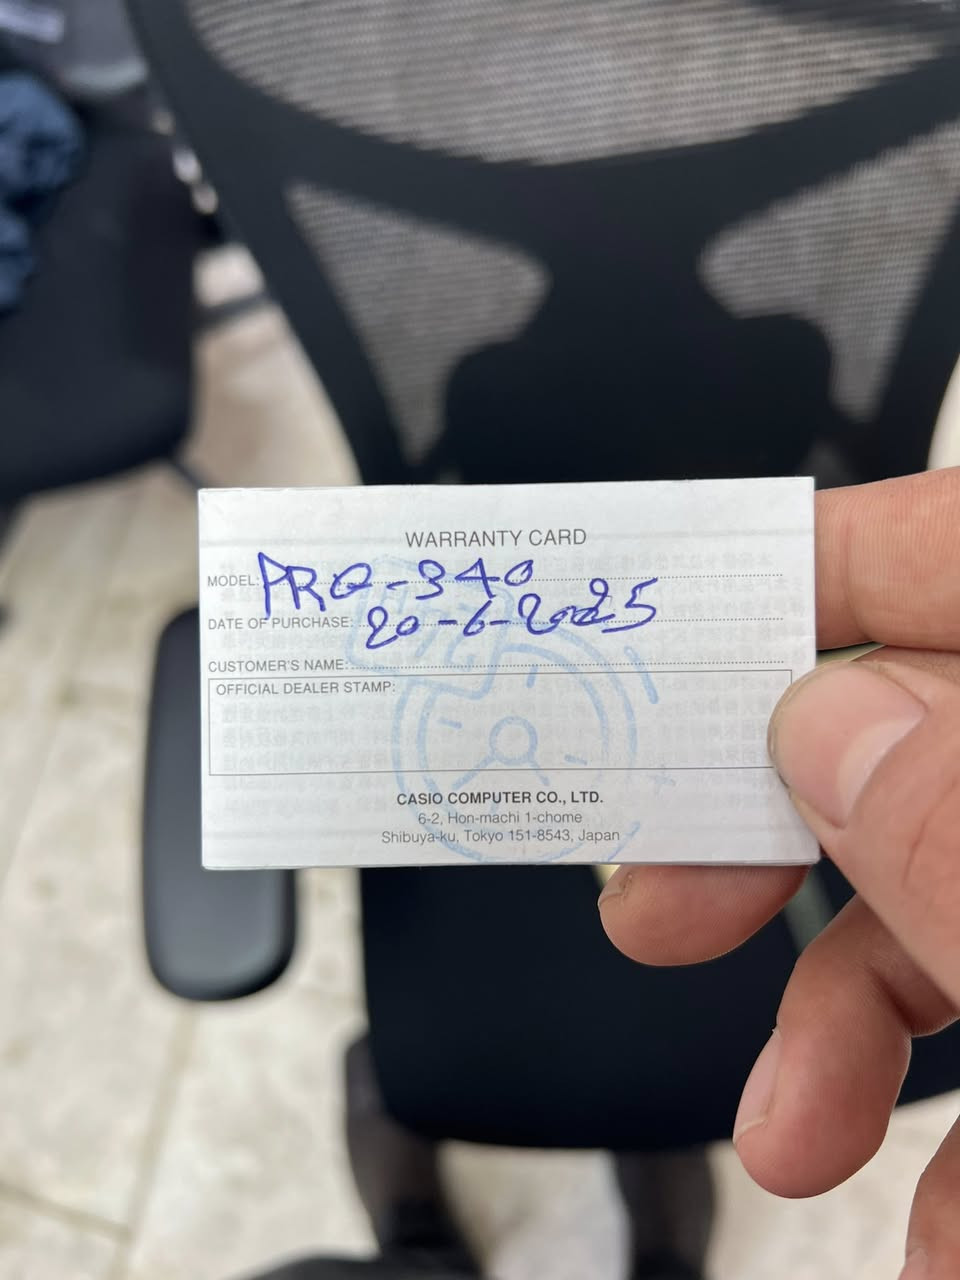 WARRANTY CARD
MODEL: PRG-340
DATE OF PURCHASE: 20-6-2025
CUSTOMER'S NAME:
OFFICIAL DEALER STAMP:
CASIO COMPUTER CO., LTD.
6-2, Hon-machi 1-chome
Shibuya-ku, Tokyo 151-8543, Japan